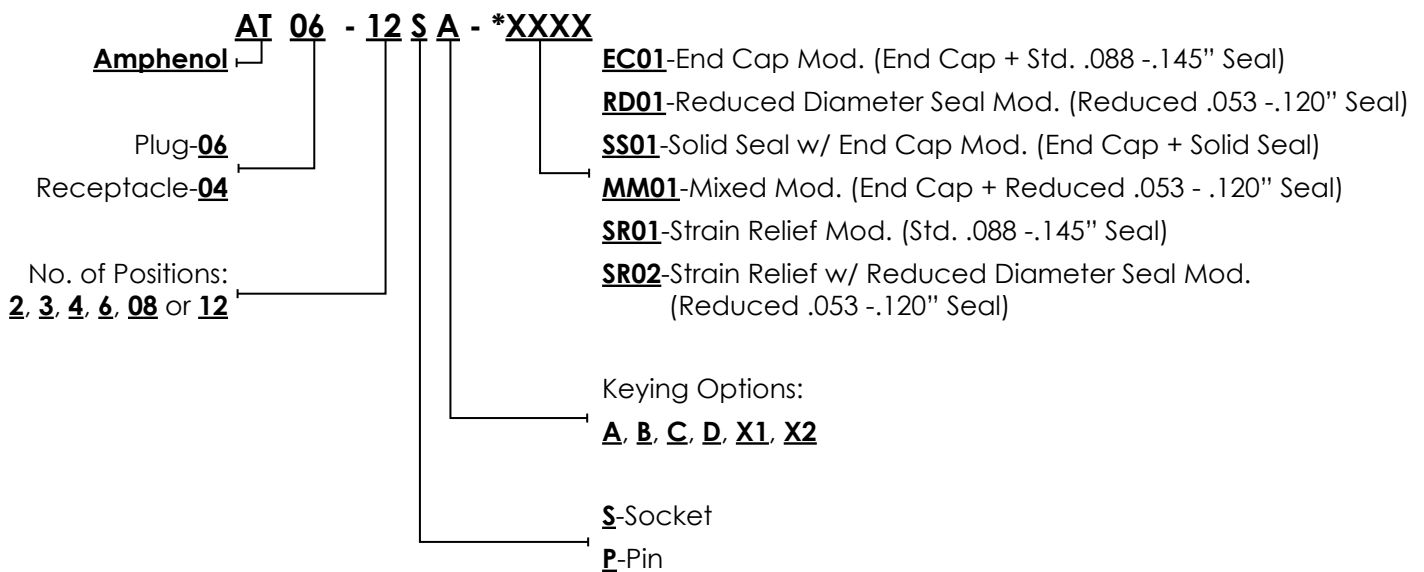 AT 06 - 12 S A - *XXXX
Amphenol
Plug-06
Receptacle-04
No. of Positions:
2, 3, 4, 6, 08 or 12
EC01-End Cap Mod. (End Cap + Std. .088 -.145” Seal)
RD01-Reduced Diameter Seal Mod. (Reduced .053 -.120” Seal)
SS01-Solid Seal w/ End Cap Mod. (End Cap + Solid Seal)
MM01-Mixed Mod. (End Cap + Reduced .053 - .120” Seal)
SR01-Strain Relief Mod. (Std. .088 -.145” Seal)
SR02-Strain Relief w/ Reduced Diameter Seal Mod.
(Reduced .053 -.120” Seal)
Keying Options:
A, B, C, D, X1, X2
S-Socket
P-Pin